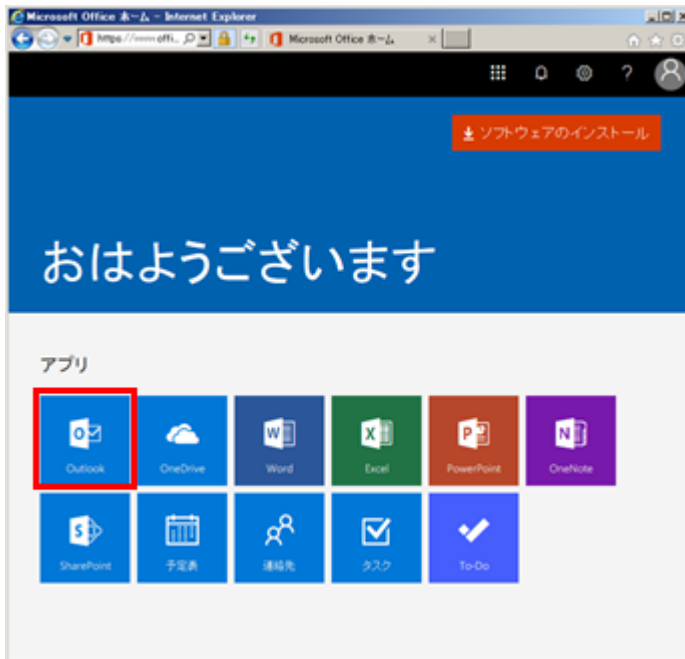 Microsoft Office ホーム - Internet Explorer
Microsoft Office ホーム
ソフトウェアのインストール
おはようございます
アプリ
Outlook OneDrive Word Excel PowerPoint OneNote
SharePoint 予定表 連絡先 タスク To-Do